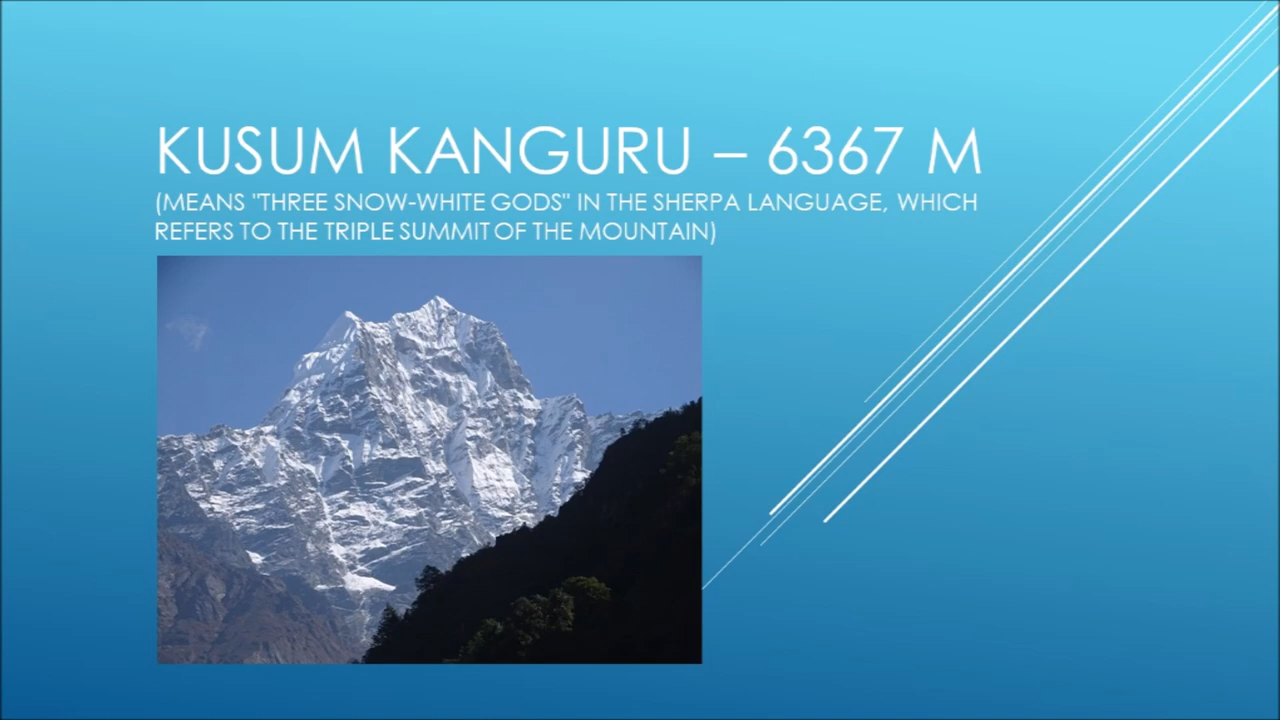 KUSUM KANGURU – 6367 M
(MEANS "THREE SNOW-WHITE GODS" IN THE SHERPA LANGUAGE, WHICH
REFERS TO THE TRIPLE SUMMIT OF THE MOUNTAIN)